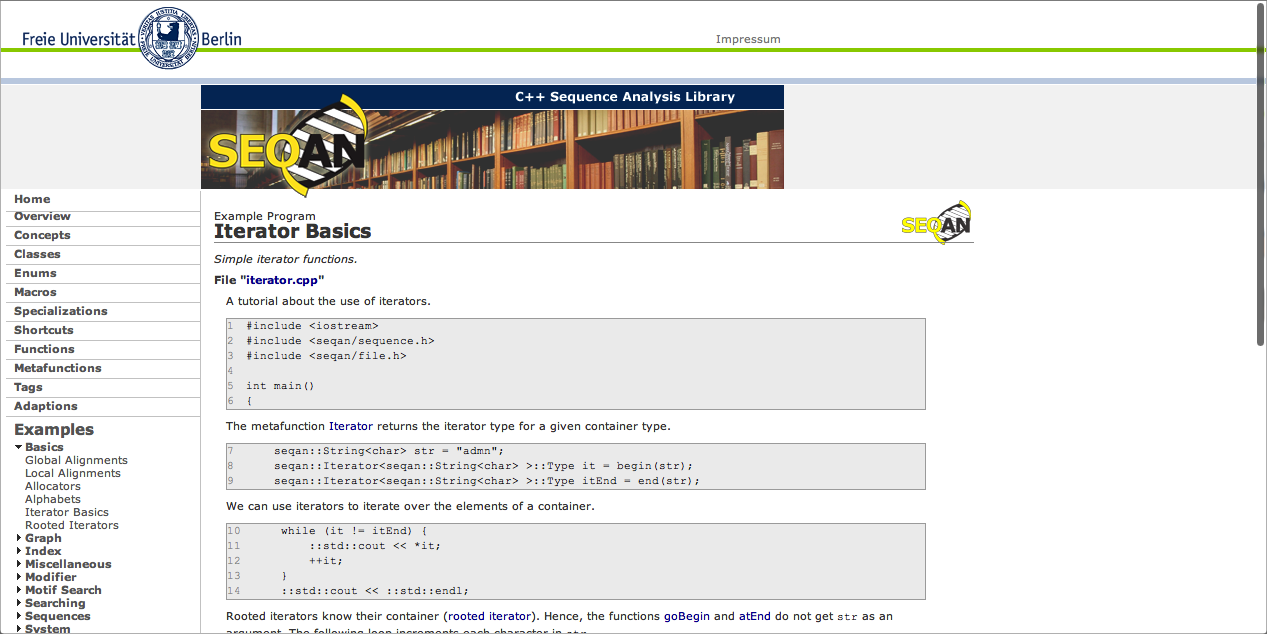 Freie Universität Berlin
Impressum
C++ Sequence Analysis Library
SEQAN
Home
Overview
Concepts
Classes
Enums
Macros
Specializations
Shortcuts
Functions
Metafunctions
Tags
Adaptions
Examples
Basics
Global Alignments
Local Alignments
Allocators
Alphabets
Iterator Basics
Rooted Iterators
Graph
Index
Miscellaneous
Modifier
Motif Search
Searching
Sequences
System
Example Program
Iterator Basics
SEQAN
Simple iterator functions.
File "iterator.cpp"
A tutorial about the use of iterators.
1 #include <iostream>
2 #include <seqan/sequence.h>
3 #include <seqan/file.h>
4
5 int main()
6 {
The metafunction Iterator returns the iterator type for a given container type.
7 seqan::String<char> str = "admn";
8 seqan::Iterator<seqan::String<char> >::Type it = begin(str);
9 seqan::Iterator<seqan::String<char> >::Type itEnd = end(str);
We can use iterators to iterate over the elements of a container.
10 while (it != itEnd) {
11 ::std::cout << *it;
12 ++it;
13 }
14 ::std::cout << ::std::endl;
Rooted iterators know their container (rooted iterator). Hence, the functions goBegin and atEnd do not get str as an
argument. The following loop increments each character in str.